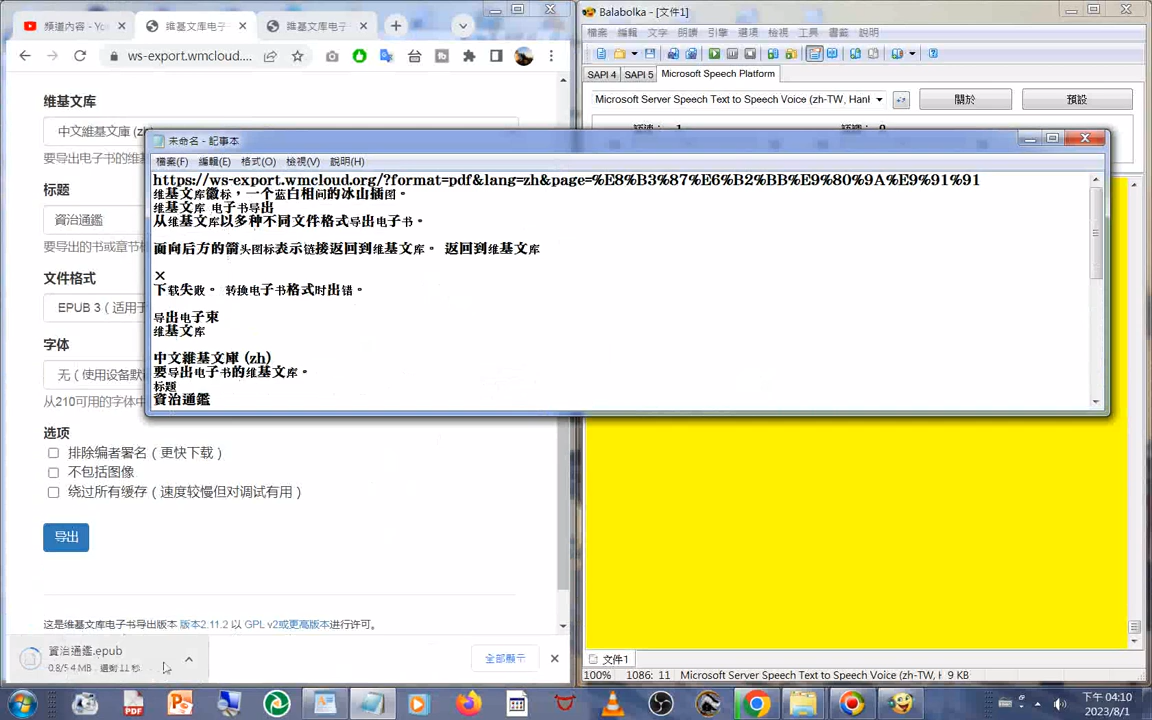 頻道內容 - Yo
维基文库电子
维基文库电子
ws-export.wmcloud....
维基文库
中文維基文庫 (zh
要导出电子书的维基
标题
資治通鑑
要导出的书或章节
文件格式
EPUB 3（适用于
字体
无（使用设备默
从210可用的字体中
选项
排除编者署名（更快下载）
不包括图像
绕过所有缓存（速度较慢但对调试有用）
导出
这是维基文库电子书导出版本 版本2.11.2 以 GPL v2或更高版本进行许可。
資治通鑑.epub
0.8/5.4 MB，還剩 11 秒
全部顯示
Balabolka - [文件1]
檔案 編輯 文字 朗讀 引擎 選項 檢視 工具 書籤 說明
SAPI 4 SAPI 5 Microsoft Speech Platform
Microsoft Server Speech Text to Speech Voice (zh-TW, Hanl
關於
預設
未命名 - 記事本
檔案(F) 編輯(E) 格式(O) 檢視(V) 說明(H)
https://ws-export.wmcloud.org/?format=pdf&lang=zh&page=%E8%B3%87%E6%B2%BB%E9%80%9A%E9%91%91
维基文库徽标，一个蓝白相间的冰山插图。
维基文库 电子书导出
从维基文库以多种不同文件格式导出电子书。
面向后方的箭头图标表示链接返回到维基文库。 返回到维基文库
×
下载失败。 转换电子书格式时出错。
导出电子束
维基文库
中文維基文庫 (zh)
要导出电子书的维基文库。
标题
資治通鑑
文件1
100% 1086: 11 Microsoft Server Speech Text to Speech Voice (zh-TW, H 9 KB
下午 04:10
2023/8/1